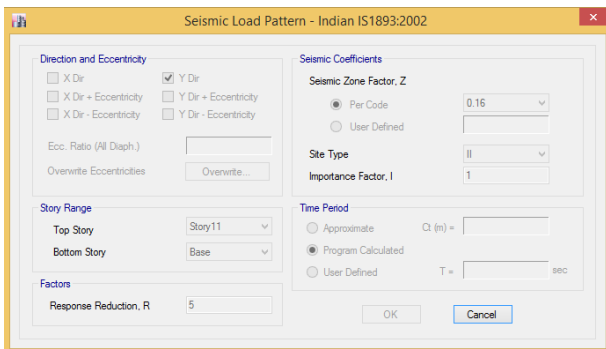 Seismic Load Pattern - Indian IS1893:2002
Direction and Eccentricity
X Dir
Y Dir
X Dir + Eccentricity
Y Dir + Eccentricity
X Dir - Eccentricity
Y Dir - Eccentricity
Ecc. Ratio (All Diaph.)
Overwrite Eccentricities
Overwrite...
Story Range
Top Story
Story11
Bottom Story
Base
Factors
Response Reduction, R
5
Seismic Coefficients
Seismic Zone Factor, Z
Per Code
0.16
User Defined
Site Type
II
Importance Factor, I
1
Time Period
Approximate
Ct (m) =
Program Calculated
User Defined
T =
sec
OK
Cancel